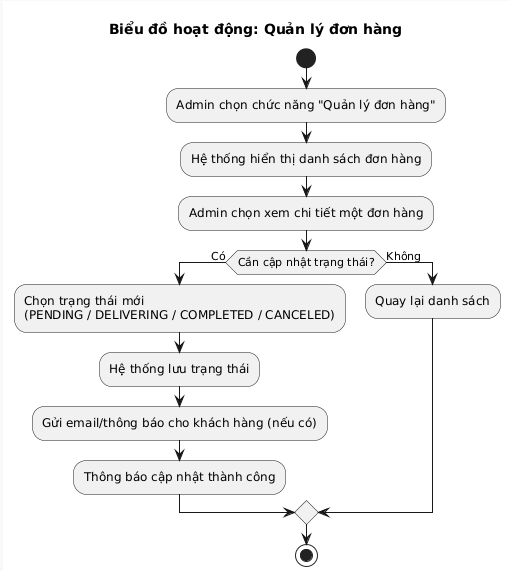 Biểu đồ hoạt động: Quản lý đơn hàng
Admin chọn chức năng "Quản lý đơn hàng"
Hệ thống hiển thị danh sách đơn hàng
Admin chọn xem chi tiết một đơn hàng
Có
Cần cập nhật trạng thái?
Không
Chọn trạng thái mới
(PENDING / DELIVERING / COMPLETED / CANCELED)
Quay lại danh sách
Hệ thống lưu trạng thái
Gửi email/thông báo cho khách hàng (nếu có)
Thông báo cập nhật thành công